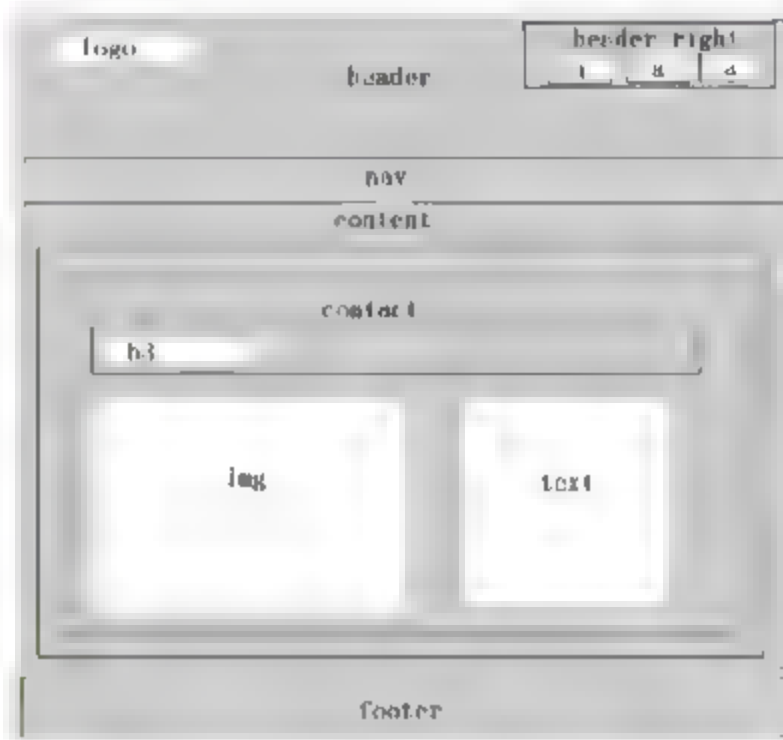 logo
header right
header
nav
content
contact
h3
img
text
footer